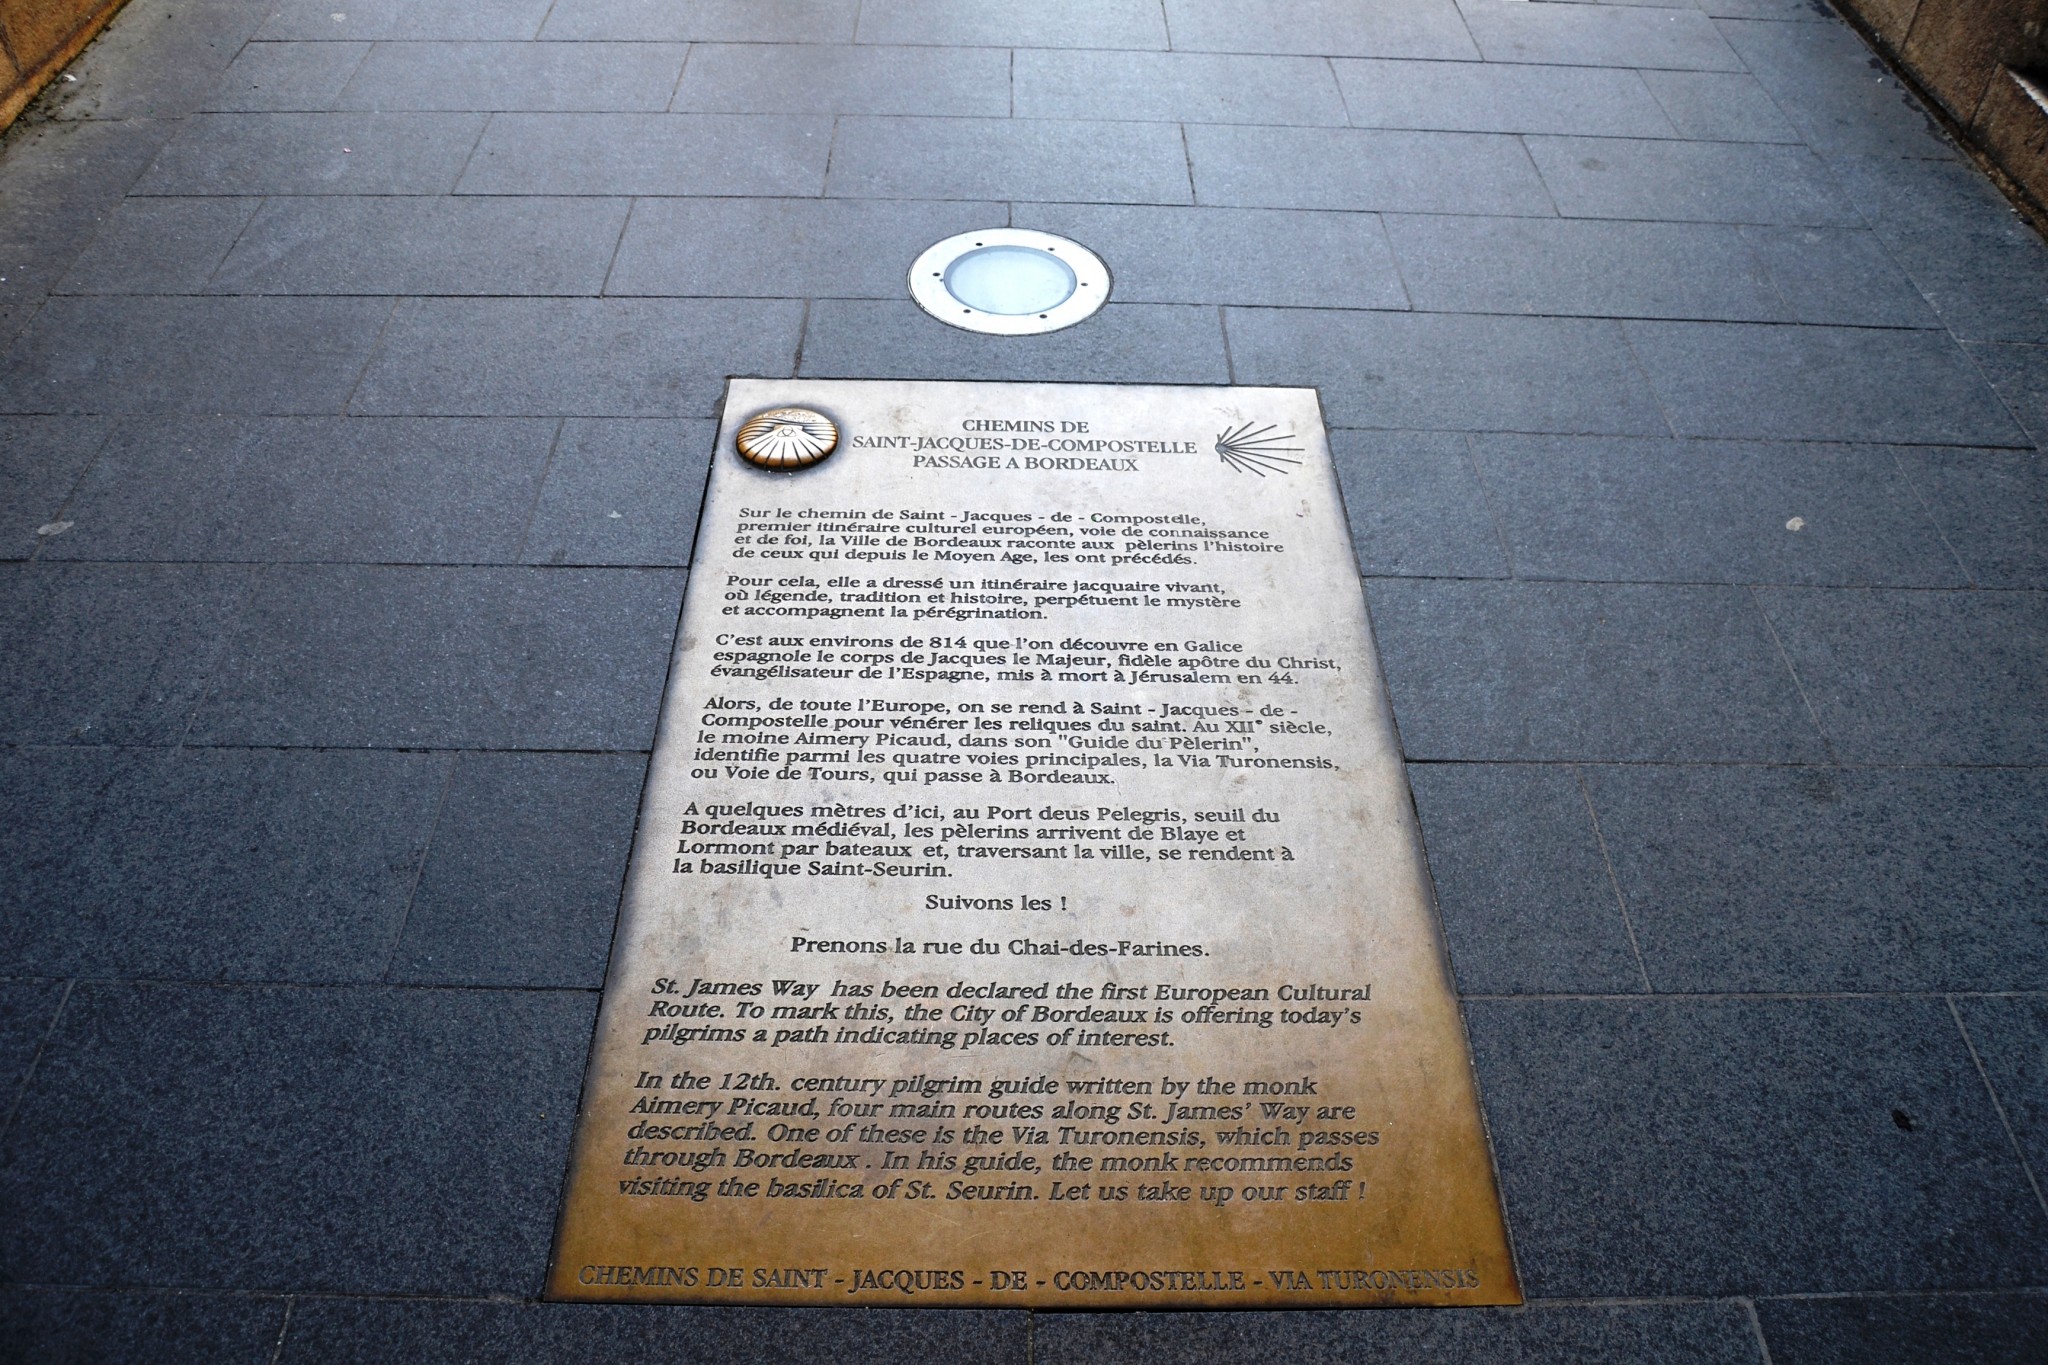 CHEMINS DE
SAINT-JACQUES-DE-COMPOSTELLE
PASSAGE A BORDEAUX
Sur le chemin de Saint - Jacques - de - Compostelle,
premier itinéraire culturel européen, voie de connaissance
et de foi, la Ville de Bordeaux raconte aux pèlerins l'histoire
de ceux qui depuis le Moyen Age, les ont précédés.
Pour cela, elle a dressé un itinéraire jacquaire vivant,
où légende, tradition et histoire, perpétuent le mystère
et accompagnent la pérégrination.
C'est aux environs de 814 que l'on découvre en Galice
espagnole le corps de Jacques le Majeur, fidèle apôtre du Christ,
évangélisateur de l'Espagne, mis à mort à Jérusalem en 44.
Alors, de toute l'Europe, on se rend à Saint - Jacques - de -
Compostelle pour vénérer les reliques du saint. Au XII° siècle,
le moine Aimery Picaud, dans son "Guide du Pèlerin",
identifie parmi les quatre voies principales, la Via Turonensis,
ou Voie de Tours, qui passe à Bordeaux.
A quelques mètres d'ici, au Port deus Pelegris, seuil du
Bordeaux médiéval, les pèlerins arrivent de Blaye et
Lormont par bateaux et, traversant la ville, se rendent à
la basilique Saint-Seurin.
Suivons les !
Prenons la rue du Chai-des-Farines.
St. James Way has been declared the first European Cultural
Route. To mark this, the City of Bordeaux is offering today's
pilgrims a path indicating places of interest.
In the 12th. century pilgrim guide written by the monk
Aimery Picaud, four main routes along St. James' Way are
described. One of these is the Via Turonensis, which passes
through Bordeaux . In his guide, the monk recommends
visiting the basilica of St. Seurin. Let us take up our staff !
CHEMINS DE SAINT - JACQUES - DE - COMPOSTELLE - VIA TURONENSIS